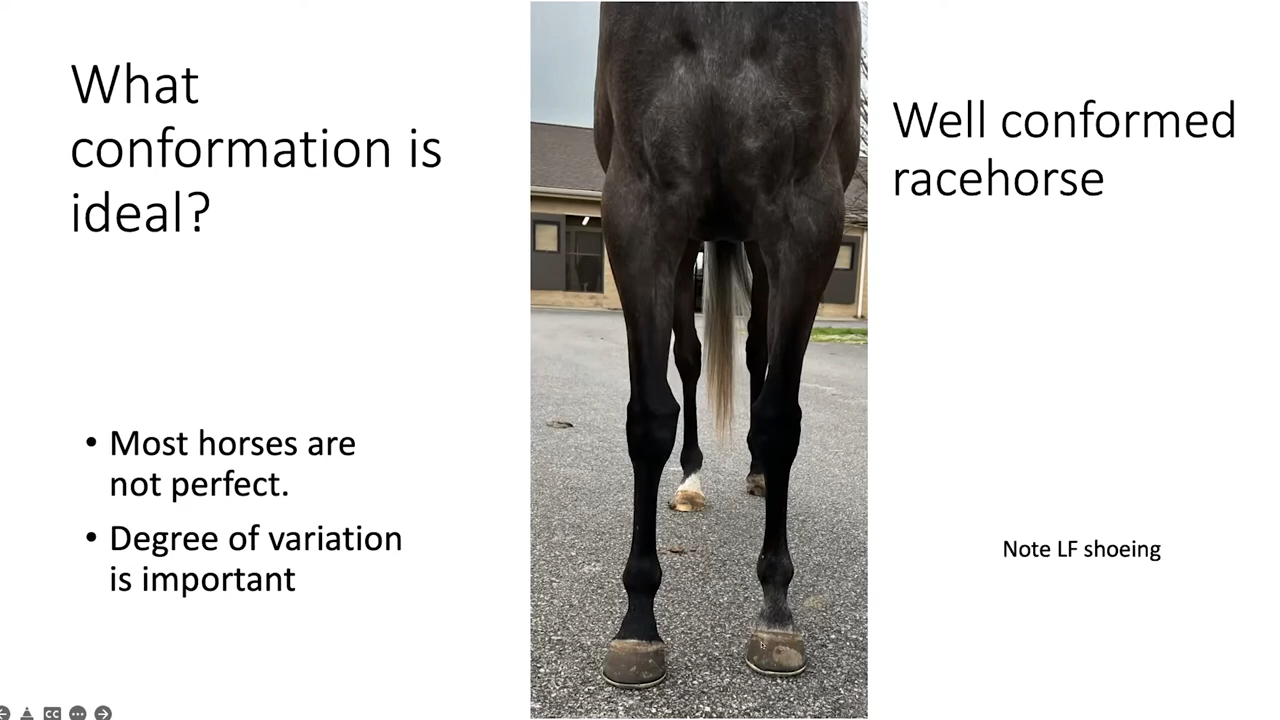 What
conformation is
ideal?
• Most horses are
not perfect.
• Degree of variation
is important
Well conformed
racehorse
Note LF shoeing
CC